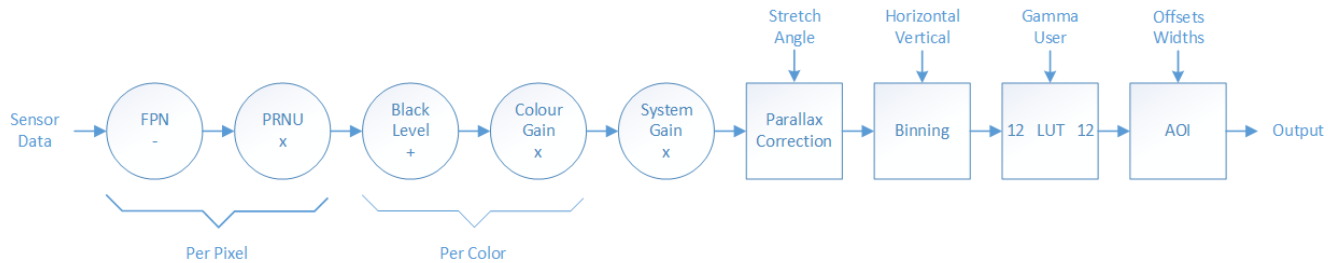 Stretch
Angle
Horizontal
Vertical
Gamma
User
Offsets
Widths
Sensor
Data
FPN
-
PRNU
x
Black
Level
+
Colour
Gain
x
System
Gain
x
Parallax
Correction
Binning
12 LUT 12
AOI
Output
Per Pixel
Per Color